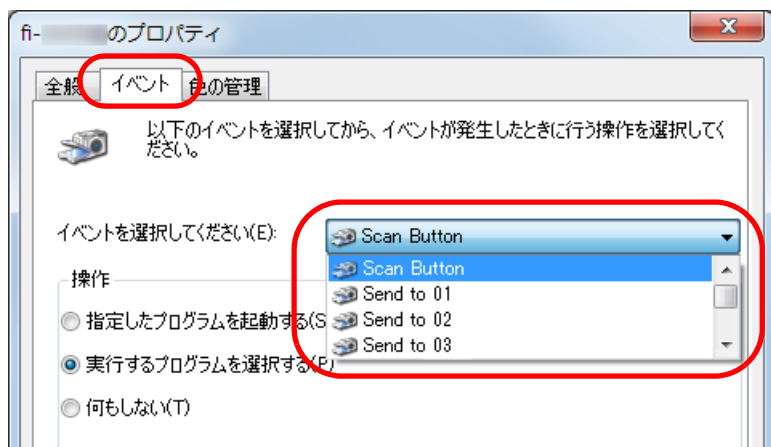 fi- のプロパティ
全般 イベント 色の管理
以下のイベントを選択してから、イベントが発生したときに行う操作を選択してく
ださい。
イベントを選択してください(E): Scan Button
Scan Button
Send to 01
Send to 02
Send to 03
操作
指定したプログラムを起動する(S
実行するプログラムを選択する(P)
何もしない(T)